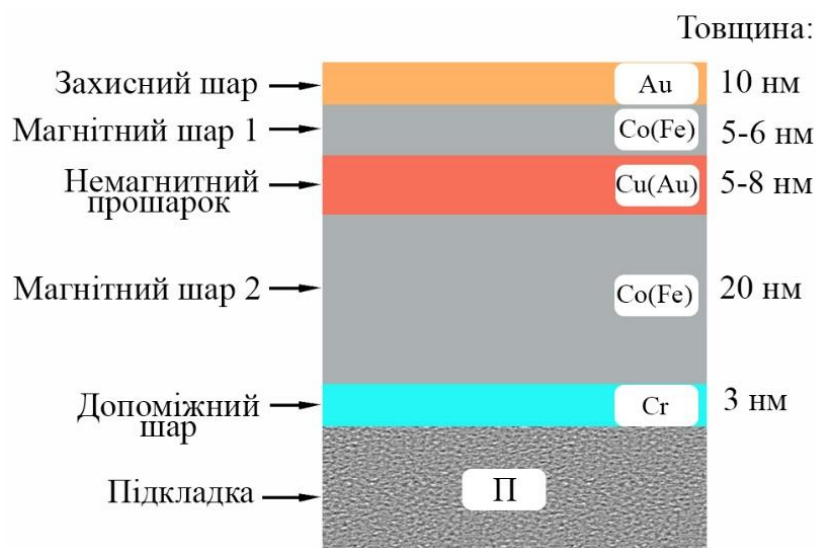 Товщина:
Захисний шар
Au
10 нм
Магнітний шар 1
Co(Fe)
5-6 нм
Немагнитний
прошарок
Cu(Au)
5-8 нм
Магнітний шар 2
Co(Fe)
20 нм
Допоміжний
шар
Cr
3 нм
Підкладка
П